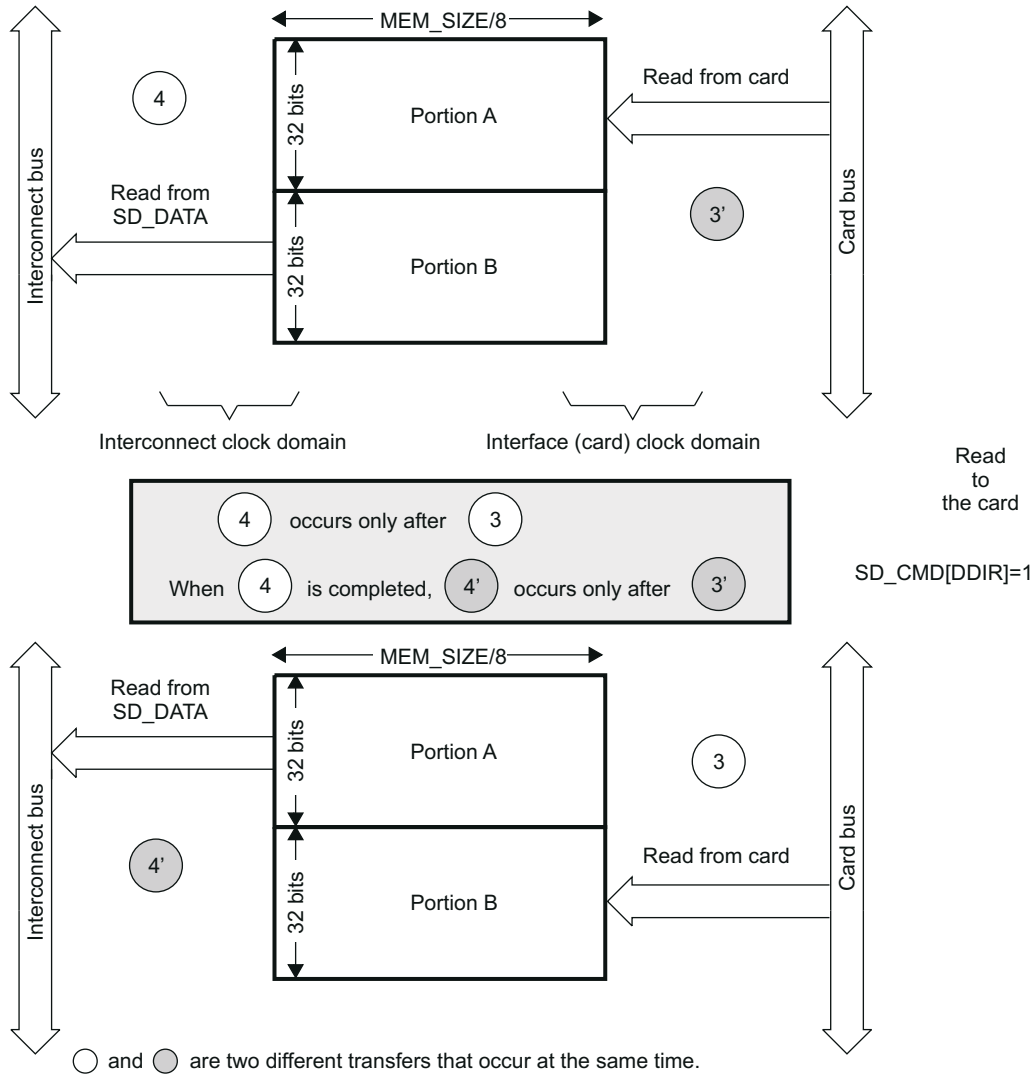 MEM_SIZE/8
4
Interconnect bus
32 bits
Portion A
Read from card
Card bus
Read from
SD_DATA
3’
32 bits
Portion B
Interconnect clock domain
Interface (card) clock domain
Read
to
the card
4 occurs only after 3
When 4 is completed, 4’ occurs only after 3’
SD_CMD[DDIR]=1
MEM_SIZE/8
Read from
SD_DATA
Interconnect bus
32 bits
Portion A
3
Card bus
4’
32 bits
Portion B
Read from card
and are two different transfers that occur at the same time.